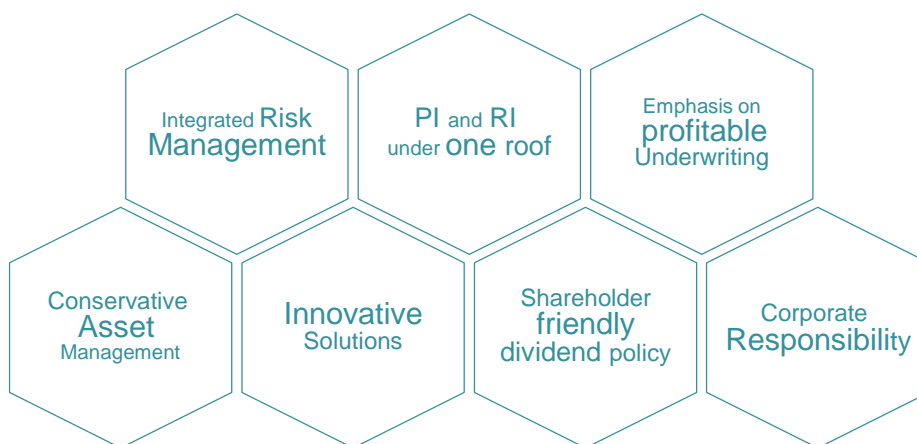 Integrated Risk
Management
PI and RI
under one roof
Emphasis on
profitable
Underwriting
Conservative
Asset
Management
Innovative
Solutions
Shareholder
friendly
dividend policy
Corporate
Responsibility